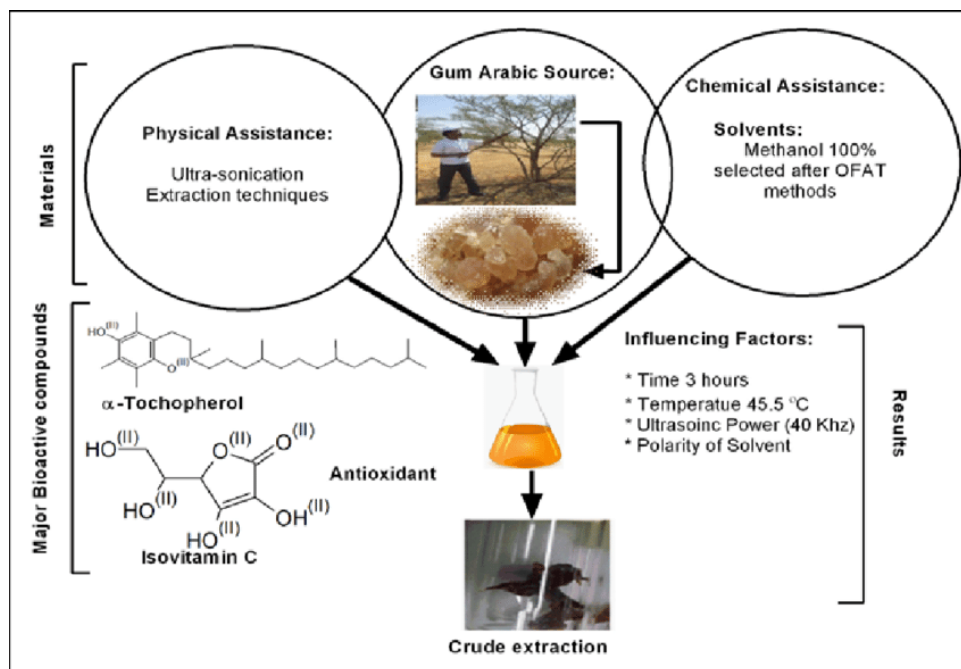 Materials
Physical Assistance:
Ultra-sonication
Extraction techniques
Gum Arabic Source:
Chemical Assistance:
Solvents:
Methanol 100%
selected after OFAT
methods
Major Bioactive compounds
HO(II)
O(II)
α-Tochopherol
HO(II)
O(II)
O(II)
HO(II)
HO(II)
OH(II)
Antioxidant
Isovitamin C
Influencing Factors:
* Time 3 hours
* Temperatue 45.5 °C
* Ultrasoinc Power (40 Khz)
* Polarity of Solvent
Results
Crude extraction